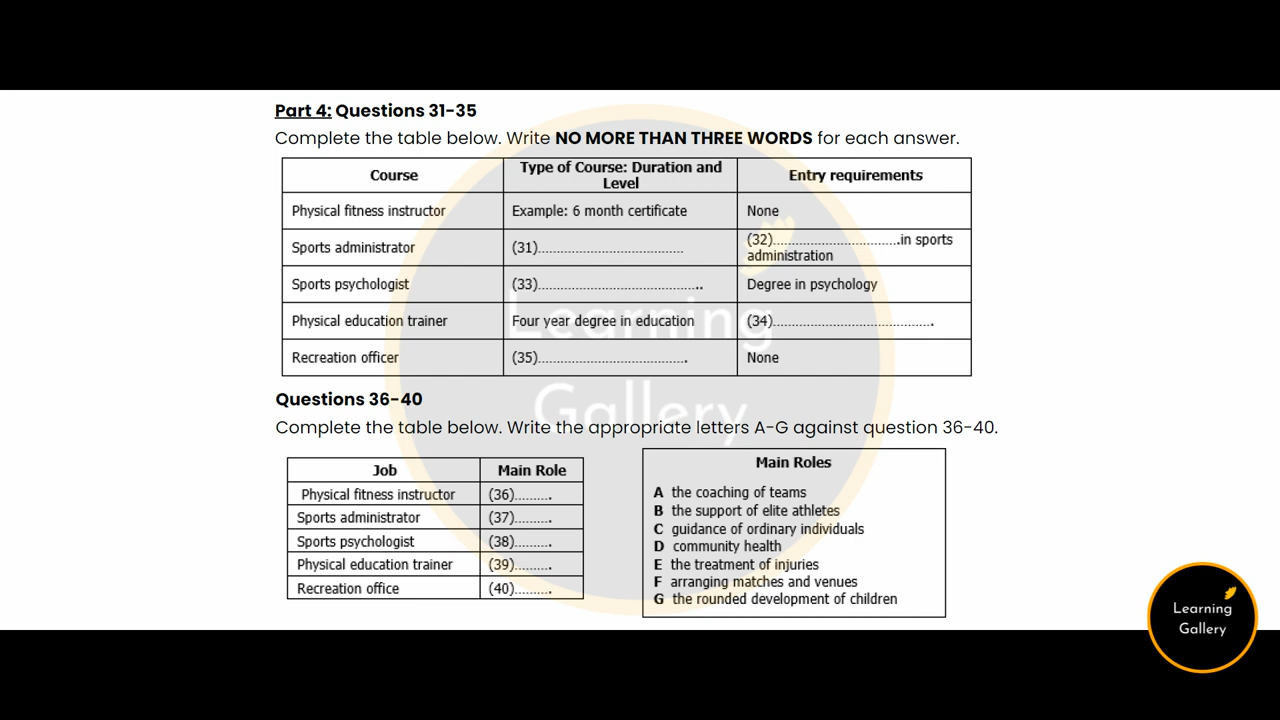 Part 4: Questions 31-35
Complete the table below. Write NO MORE THAN THREE WORDS for each answer.
Course
Type of Course: Duration and Level
Entry requirements
Physical fitness instructor
Example: 6 month certificate
None
Sports administrator
(31)....................................
(32)................................in sports administration
Sports psychologist
(33).........................................
Degree in psychology
Physical education trainer
Four year degree in education
(34)........................................
Recreation officer
(35)......................................
None
Questions 36-40
Complete the table below. Write the appropriate letters A-G against question 36-40.
Job
Main Role
Physical fitness instructor
(36)..........
Sports administrator
(37)..........
Sports psychologist
(38)..........
Physical education trainer
(39)..........
Recreation office
(40)..........
Main Roles
A the coaching of teams
B the support of elite athletes
C guidance of ordinary individuals
D community health
E the treatment of injuries
F arranging matches and venues
G the rounded development of children
Learning
Gallery
Learning
Gallery